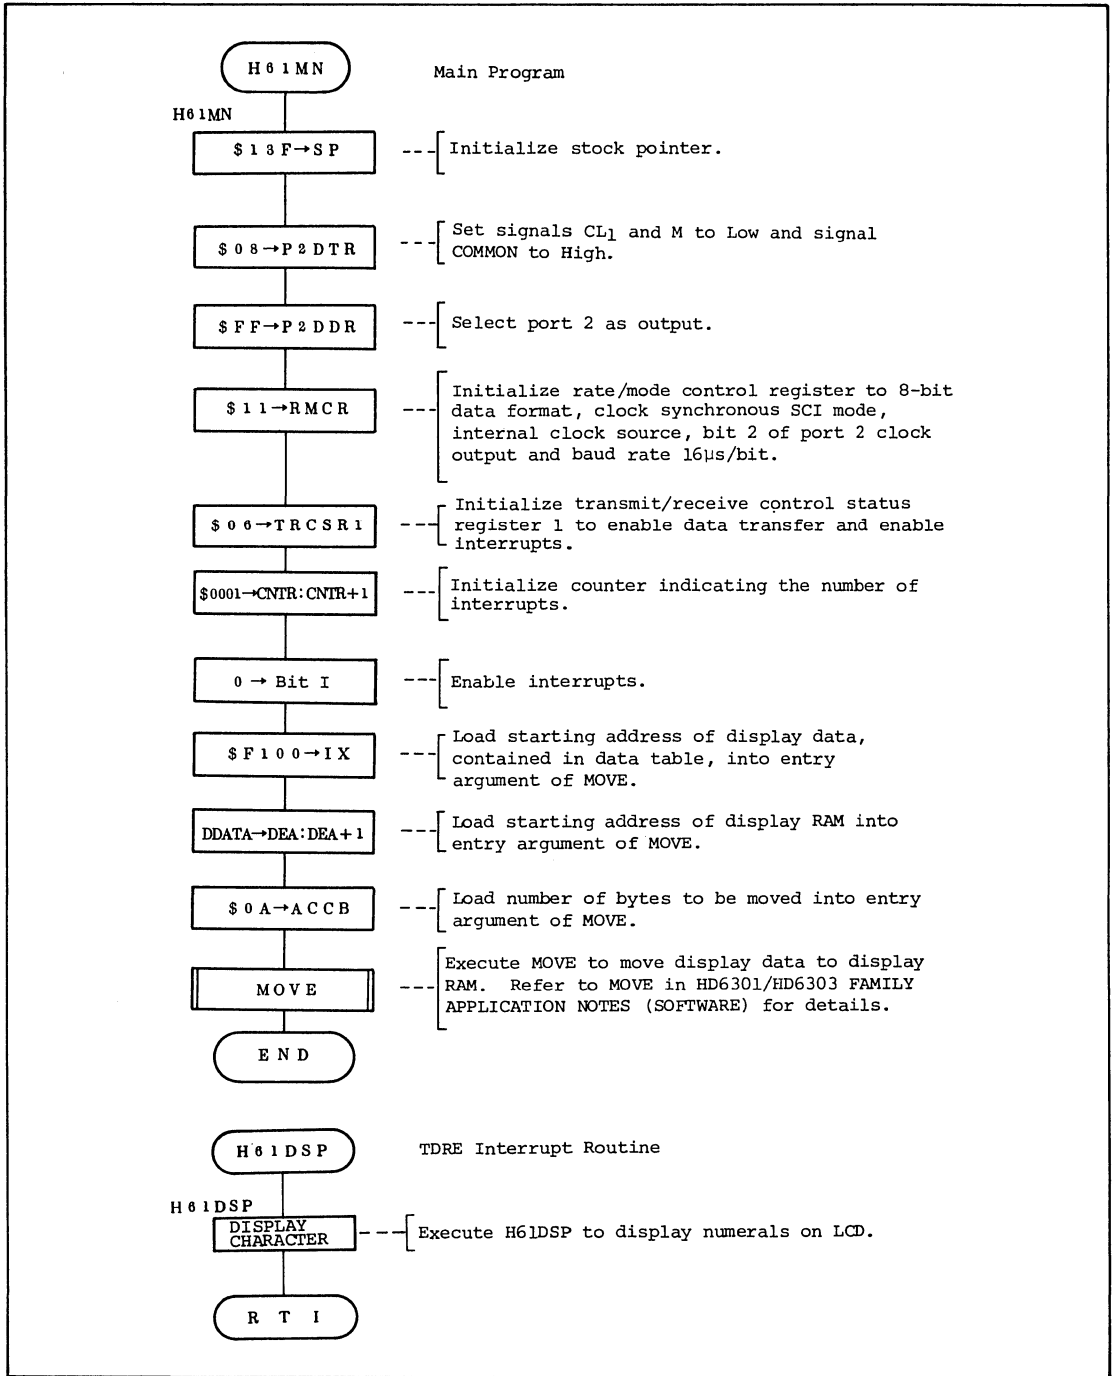 H61MN
Main Program
H61MN
$13F→SP
Initialize stock pointer.
$08→P2DTR
Set signals CL1 and M to Low and signal
COMMON to High.
$FF→P2DDR
Select port 2 as output.
$11→RMCR
Initialize rate/mode control register to 8-bit
data format, clock synchronous SCI mode,
internal clock source, bit 2 of port 2 clock
output and baud rate 16μs/bit.
$06→TRCSR1
Initialize transmit/receive control status
register 1 to enable data transfer and enable
interrupts.
$0001→CNTR:CNTR+1
Initialize counter indicating the number of
interrupts.
0 → Bit I
Enable interrupts.
$F100→IX
Load starting address of display data,
contained in data table, into entry
argument of MOVE.
DDATA→DEA:DEA+1
Load starting address of display RAM into
entry argument of MOVE.
$0A→ACCB
Load number of bytes to be moved into entry
argument of MOVE.
MOVE
Execute MOVE to move display data to display
RAM. Refer to MOVE in HD6301/HD6303 FAMILY
APPLICATION NOTES (SOFTWARE) for details.
END
H61DSP
TDRE Interrupt Routine
H61DSP
DISPLAY
CHARACTER
Execute H61DSP to display numerals on LCD.
RTI